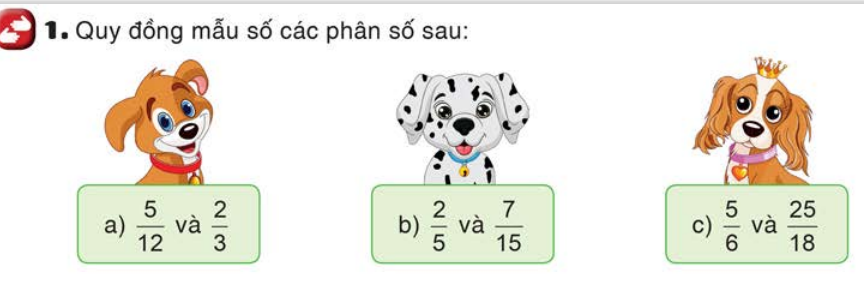 1. Quy đồng mẫu số các phân số sau:
a) 5/12 và 2/3
b) 2/5 và 7/15
c) 5/6 và 25/18